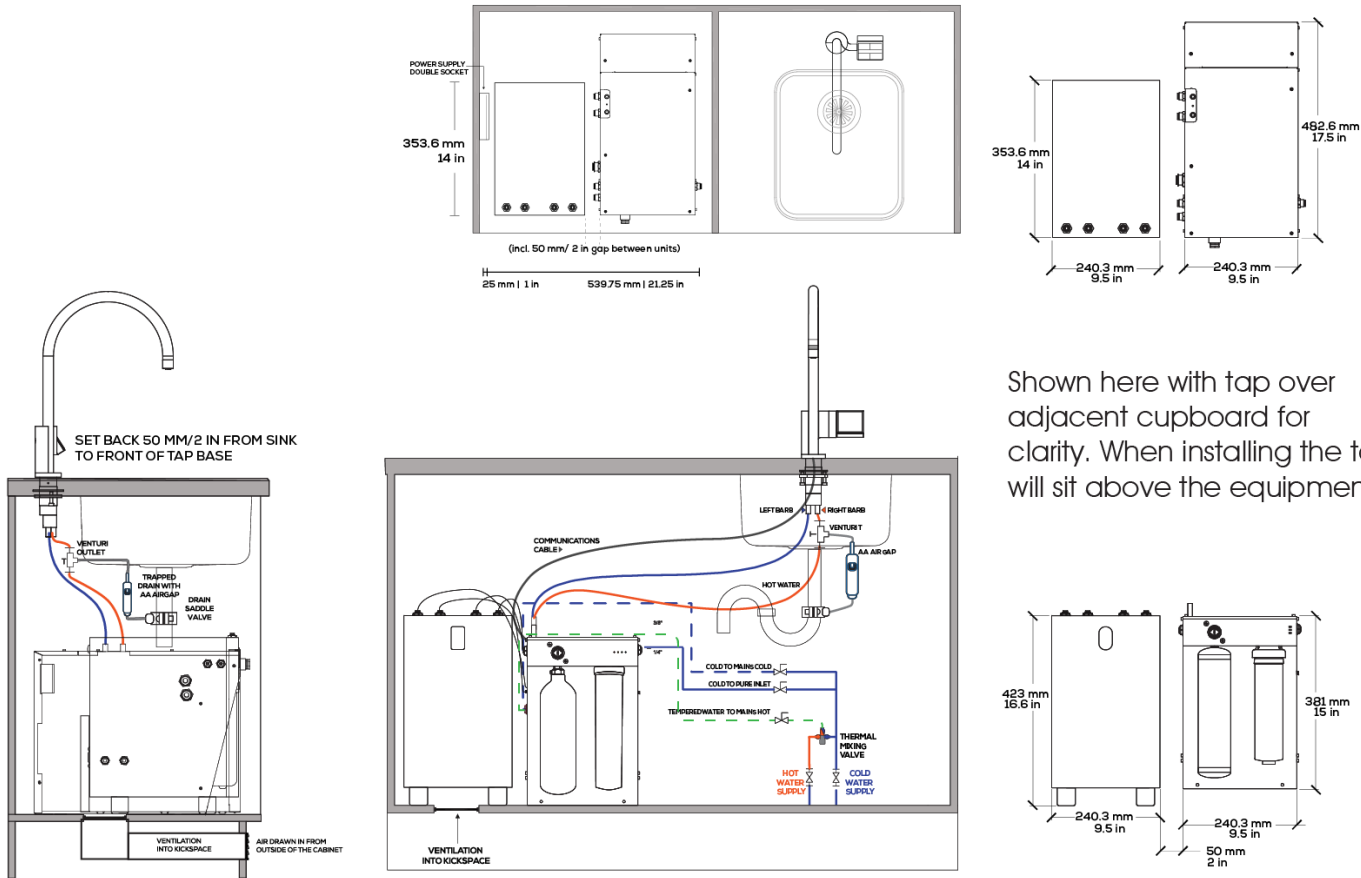 POWER SUPPLY
DOUBLE SOCKET
353.6 mm
14 in
(incl. 50 mm/ 2 in gap between units)
25 mm | 1 in
539.75 mm | 21.25 in
353.6 mm
14 in
482.6 mm
17.5 in
240.3 mm
9.5 in
240.3 mm
9.5 in
SET BACK 50 MM/2 IN FROM SINK
TO FRONT OF TAP BASE
VENTURI
OUTLET
TRAPPED
DRAIN WITH
AA AIRGAP
DRAIN
SADDLE
VALVE
VENTILATION
INTO KICKSPACE
AIR DRAWN IN FROM
OUTSIDE OF THE CABINET
COMMUNICATIONS
CABLE
LEFT BARB
RIGHT BARB
VENTURI T
AA AIR GAP
HOT WATER
3/8"
1/4"
COLD TO MAINS COLD
COLD TO PURE INLET
TEMPERED WATER TO MAINS HOT
THERMAL
MIXING
VALVE
HOT
WATER
SUPPLY
COLD
WATER
SUPPLY
VENTILATION
INTO KICKSPACE
Shown here with tap over
adjacent cupboard for
clarity. When installing the t
will sit above the equipmen
423 mm
16.6 in
381 mm
15 in
240.3 mm
9.5 in
240.3 mm
9.5 in
50 mm
2 in